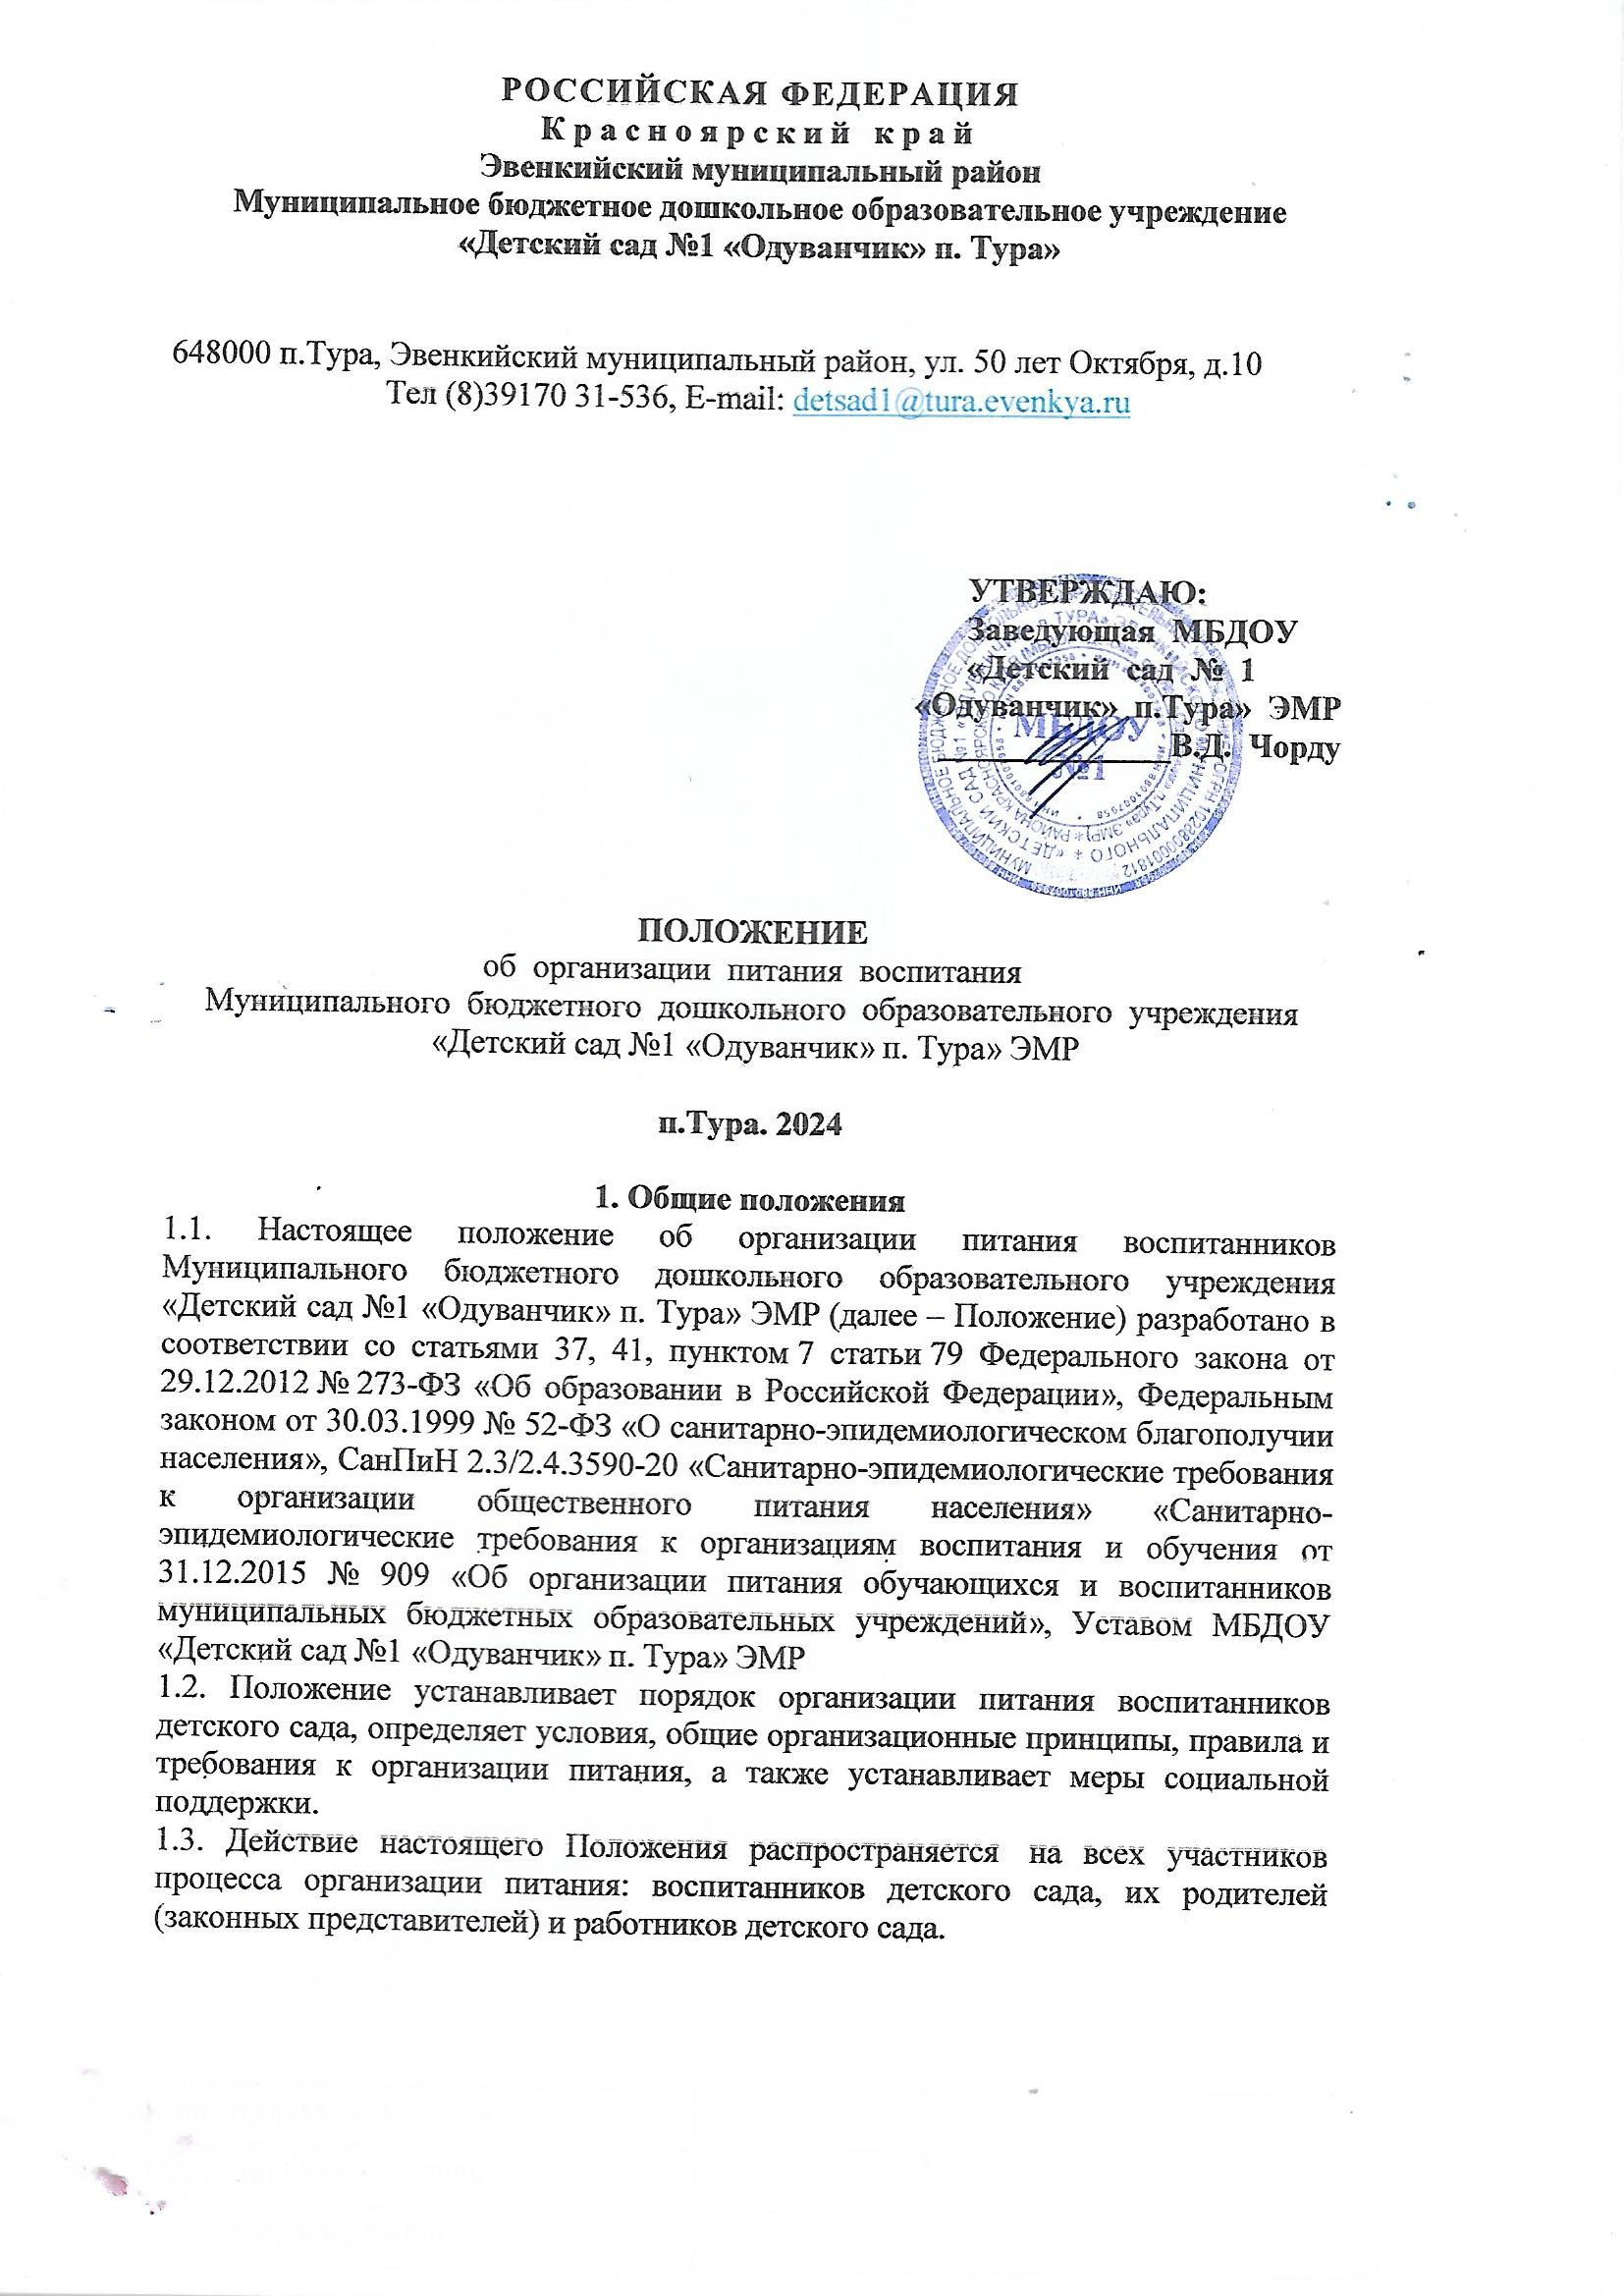 РОССИЙСКАЯ ФЕДЕРАЦИЯ
Красноярский край
Эвенкийский муниципальный район
Муниципальное бюджетное дошкольное образовательное учреждение
«Детский сад №1 «Одуванчик» п. Тура»
648000 п.Тура, Эвенкийский муниципальный район, ул. 50 лет Октября, д.10
Тел (8)39170 31-536, E-mail: detsad1@tura.evenkya.ru
УТВЕРЖДАЮ:
Заведующая МБДОУ
«Детский сад № 1
«Одуванчик» п.Тура» ЭМР
В.Д. Чорду
МБДОУ
№1
ПОЛОЖЕНИЕ
об организации питания воспитания
Муниципального бюджетного дошкольного образовательного учреждения
«Детский сад №1 «Одуванчик» п. Тура» ЭМР
п.Тура. 2024
1. Общие положения
1.1. Настоящее положение об организации питания воспитанников
Муниципального бюджетного дошкольного образовательного учреждения
«Детский сад №1 «Одуванчик» п. Тура» ЭМР (далее – Положение) разработано в
соответствии со статьями 37, 41, пунктом 7 статьи 79 Федерального закона от
29.12.2012 № 273-ФЗ «Об образовании в Российской Федерации», Федеральным
законом от 30.03.1999 № 52-ФЗ «О санитарно-эпидемиологическом благополучии
населения», СанПиН 2.3/2.4.3590-20 «Санитарно-эпидемиологические требования
к организации общественного питания населения» «Санитарно-
эпидемиологические требования к организациям воспитания и обучения от
31.12.2015 № 909 «Об организации питания обучающихся и воспитанников
муниципальных бюджетных образовательных учреждений», Уставом МБДОУ
«Детский сад №1 «Одуванчик» п. Тура» ЭМР
1.2. Положение устанавливает порядок организации питания воспитанников
детского сада, определяет условия, общие организационные принципы, правила и
требования к организации питания, а также устанавливает меры социальной
поддержки.
1.3. Действие настоящего Положения распространяется на всех участников
процесса организации питания: воспитанников детского сада, их родителей
(законных представителей) и работников детского сада.